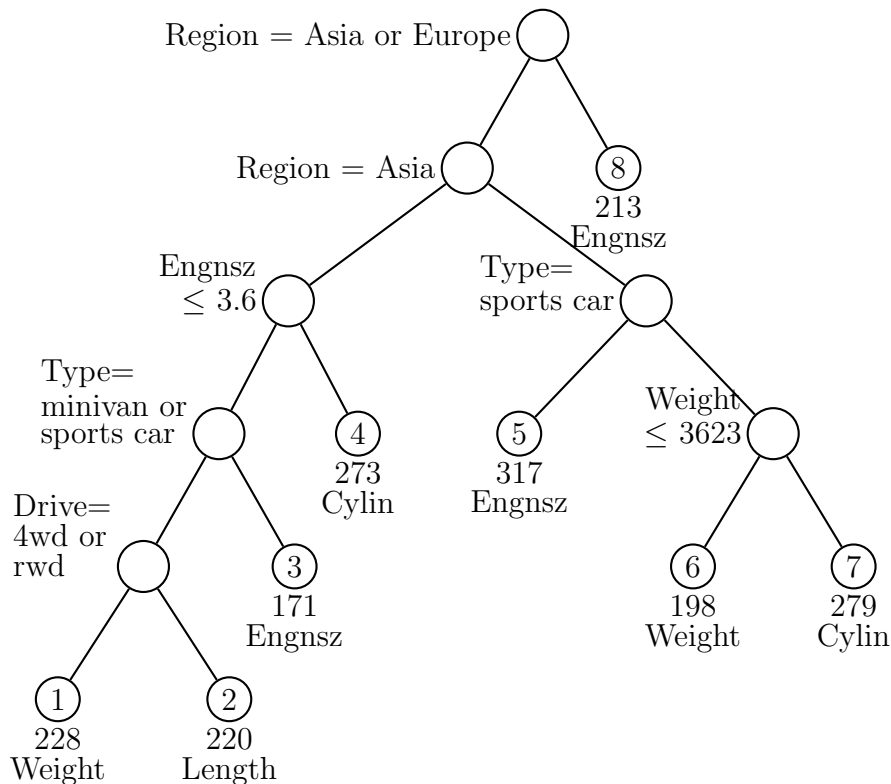 Region = Asia or Europe
Region = Asia
8
213
Engnsz
Engnsz
≤ 3.6
Type=
sports car
Type=
minivan or
sports car
4
273
Cylin
5
317
Engnsz
Weight
≤ 3623
Drive=
4wd or
rwd
3
171
Engnsz
6
198
Weight
7
279
Cylin
1
228
Weight
2
220
Length